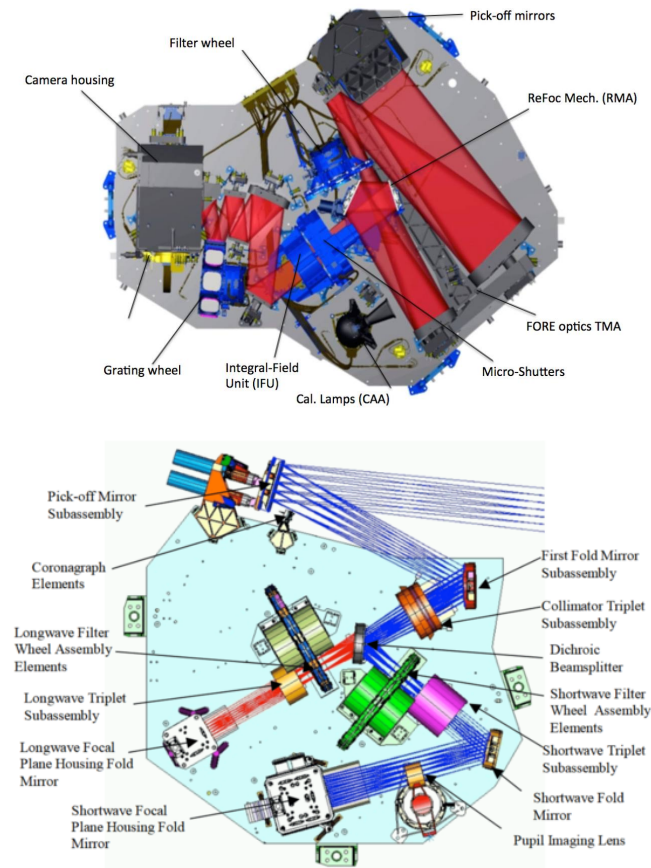 Pick-off mirrors
Filter wheel
Camera housing
ReFoc Mech. (RMA)
FORE optics TMA
Grating wheel
Integral-Field
Unit (IFU)
Micro-Shutters
Cal. Lamps (CAA)
Pick-off Mirror
Subassembly
Coronagraph
Elements
First Fold Mirror
Subassembly
Collimator Triplet
Subassembly
Longwave Filter
Wheel Assembly
Elements
Dichroic
Beamsplitter
Longwave Triplet
Subassembly
Shortwave Filter
Wheel Assembly
Elements
Longwave Focal
Plane Housing Fold
Mirror
Shortwave Triplet
Subassembly
Shortwave Focal
Plane Housing Fold
Mirror
Shortwave Fold
Mirror
Pupil Imaging Lens